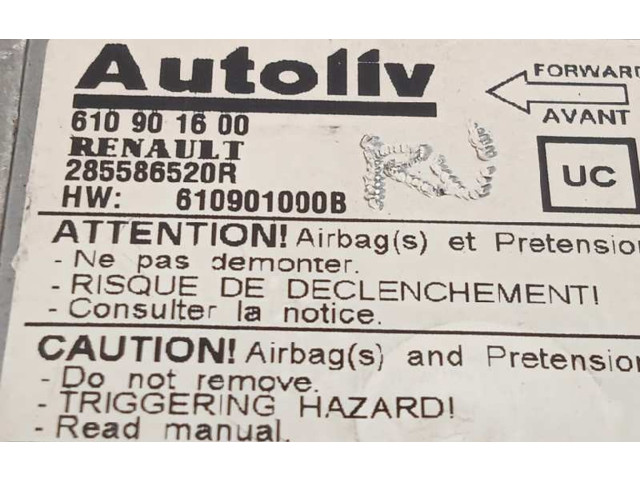 Autoliv
FORWARD
AVANT
610 90 16 00
RENAULT
285586520R
HW: 610901000B
UC
ATTENTION! Airbag(s) et Pretension
- Ne pas demonter.
- RISQUE DE DECLENCHEMENT!
- Consulter la notice.
CAUTION! Airbag(s) and Pretension
- Do not remove.
- TRIGGERING HAZARD!
- Read manual.